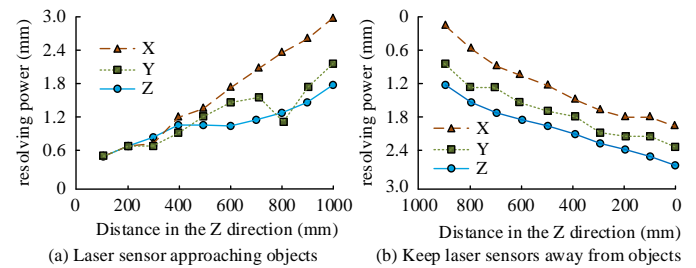 3.0
2.4
1.8
1.2
0.6
0
resolving power (mm)
X
Y
Z
0
200
400
600
800
1000
Distance in the Z direction (mm)
(a) Laser sensor approaching objects
0
0.6
1.2
1.8
2.4
3.0
resolving power (mm)
X
Y
Z
1000
800
600
400
200
0
Distance in the Z direction (mm)
(b) Keep laser sensors away from objects